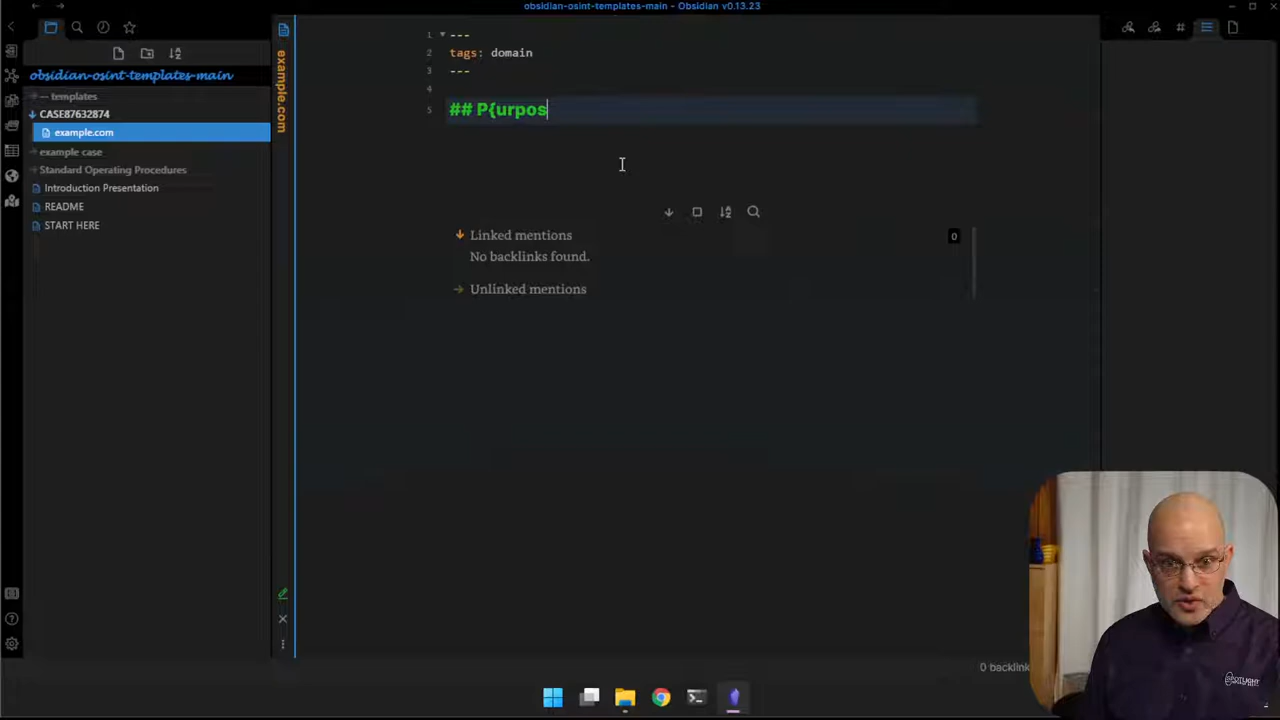 obsidian-osint-templates-main - Obsidian v0.13.23
obsidian-osint-templates-main
-- templates
CASE87632874
example.com
example case
Standard Operating Procedures
Introduction Presentation
README
START HERE
example.com
1 ---
2 tags: domain
3 ---
4
5 ## P{urpos
Linked mentions
0
No backlinks found.
Unlinked mentions
0 backlink
SPOTLIGHT